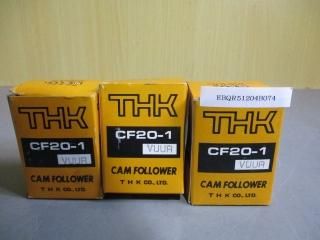 THK
CF20-1
VUUR
CAM FOLLOWER
THK CO., LTD.
THK
CF20-1
VUUR
CAM FOLLOWER
THK CO., LTD.
EBQR51204B074
THK
CF20-1
VUUR
CAM FOLLOWER
THK CO., LTD.